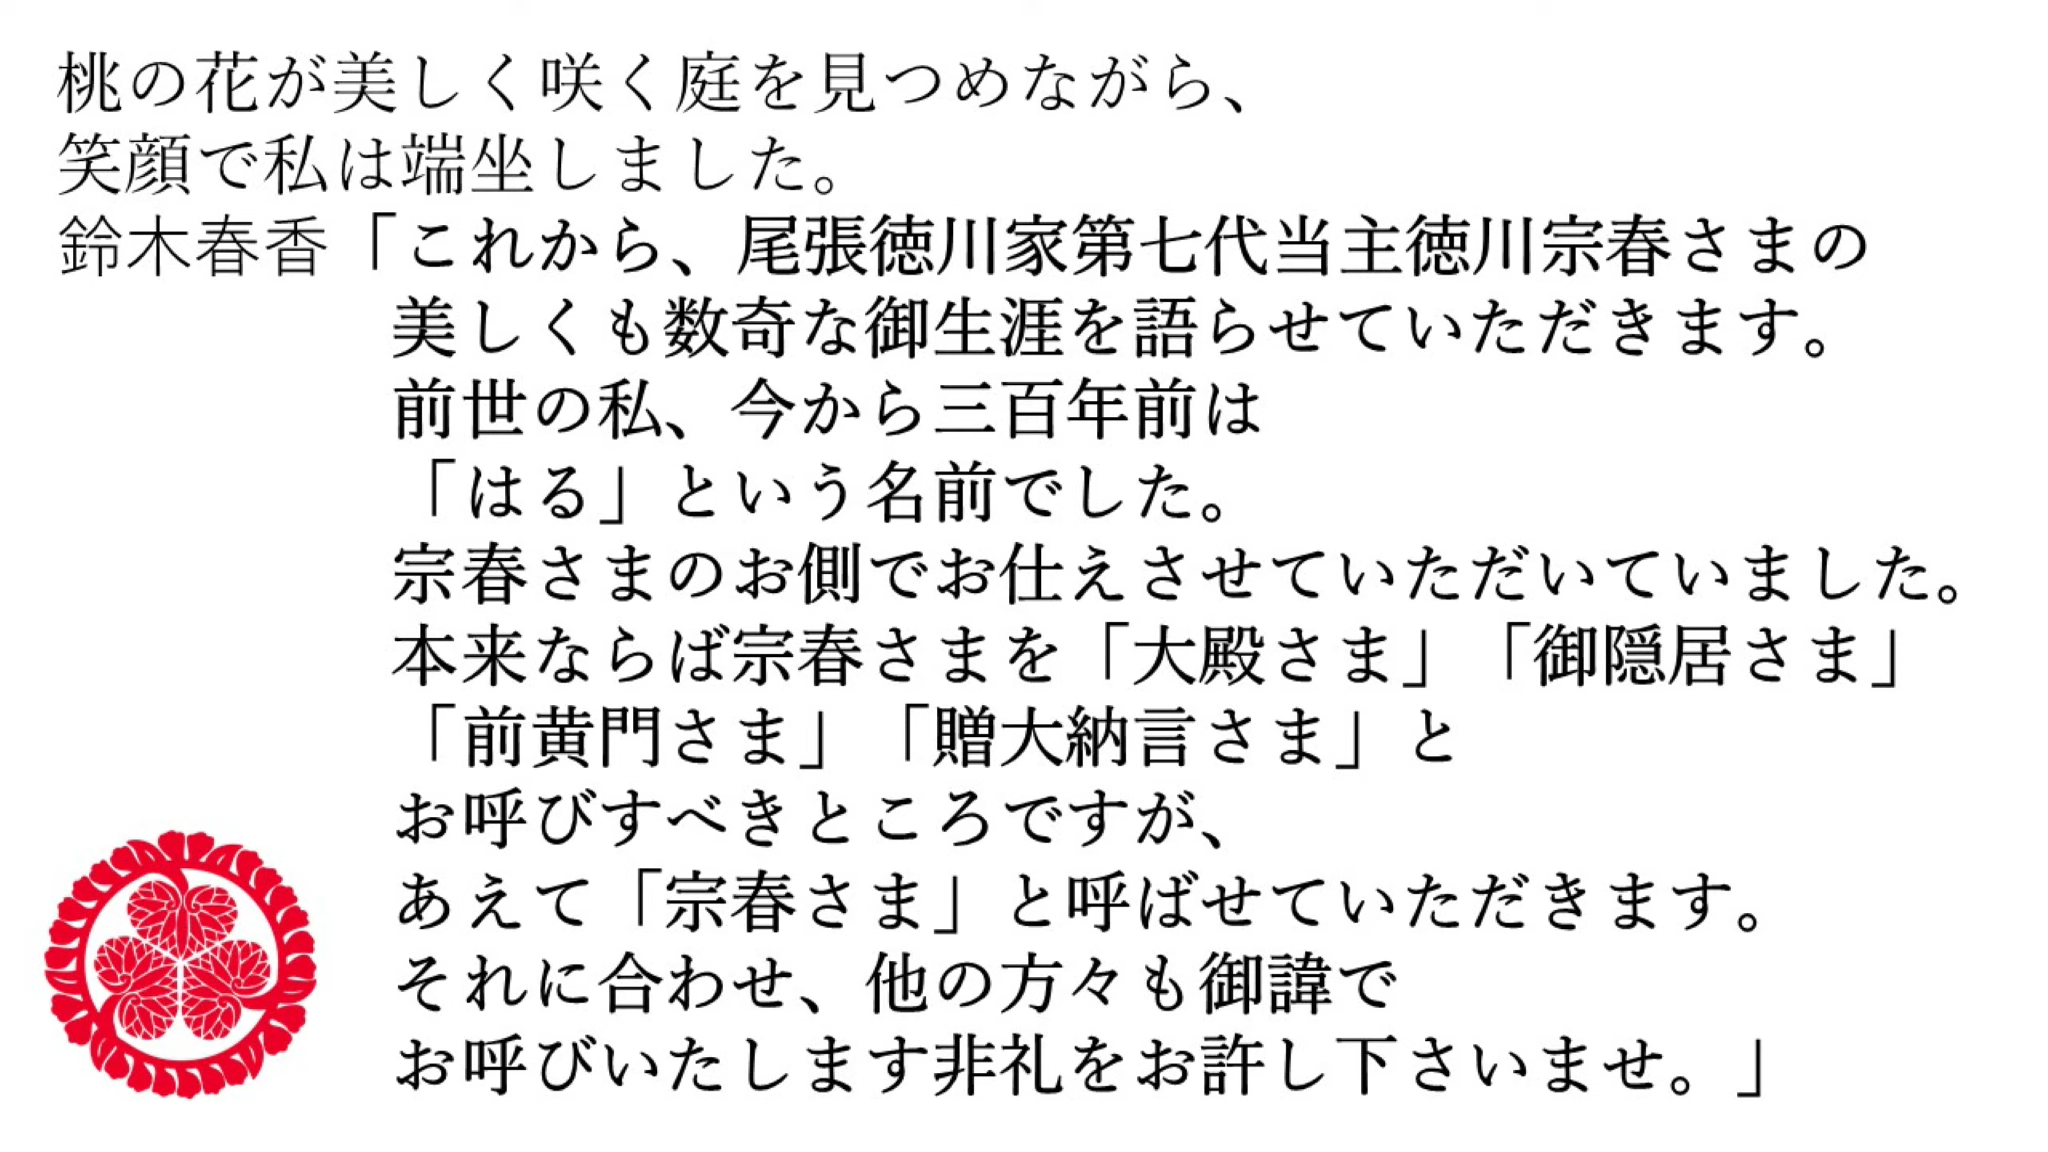 桃の花が美しく咲く庭を見つめながら、
笑顔で私は端坐しました。
鈴木春香「これから、尾張徳川家第七代当主徳川宗春さまの
美しくも数奇な御生涯を語らせていただきます。
前世の私、今から三百年前は
「はる」という名前でした。
宗春さまのお側でお仕えさせていただいていました。
本来ならば宗春さまを「大殿さま」「御隠居さま」
「前黄門さま」「贈大納言さま」と
お呼びすべきところですが、
あえて「宗春さま」と呼ばせていただきます。
それに合わせ、他の方々も御諱で
お呼びいたします非礼をお許し下さいませ。」